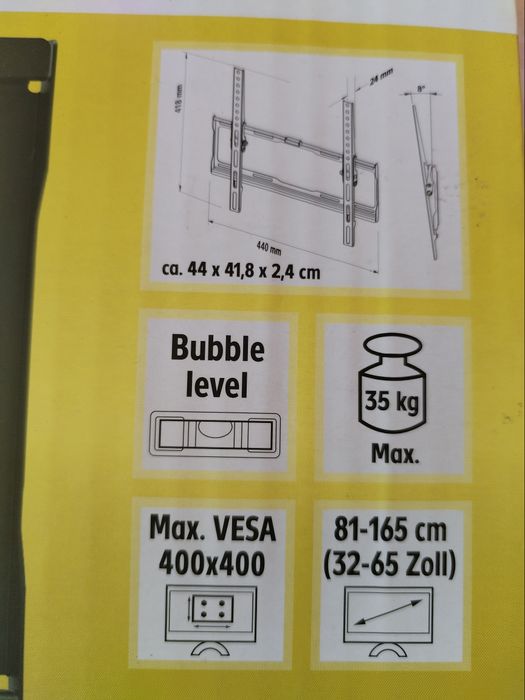 418 mm
24 mm
8°
440 mm
ca. 44 x 41,8 x 2,4 cm
Bubble
level
35 kg
Max.
Max. VESA
400x400
81-165 cm
(32-65 Zoll)